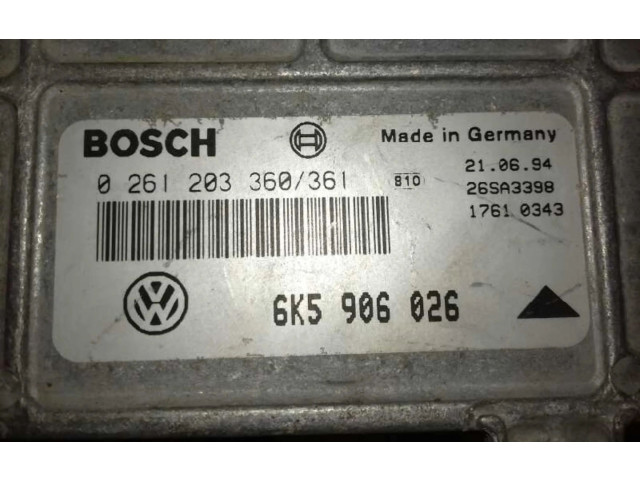 BOSCH
Made in Germany
0 261 203 360/361
810
21.06.94
26SA3398
1761 0343
VW
6K5 906 026